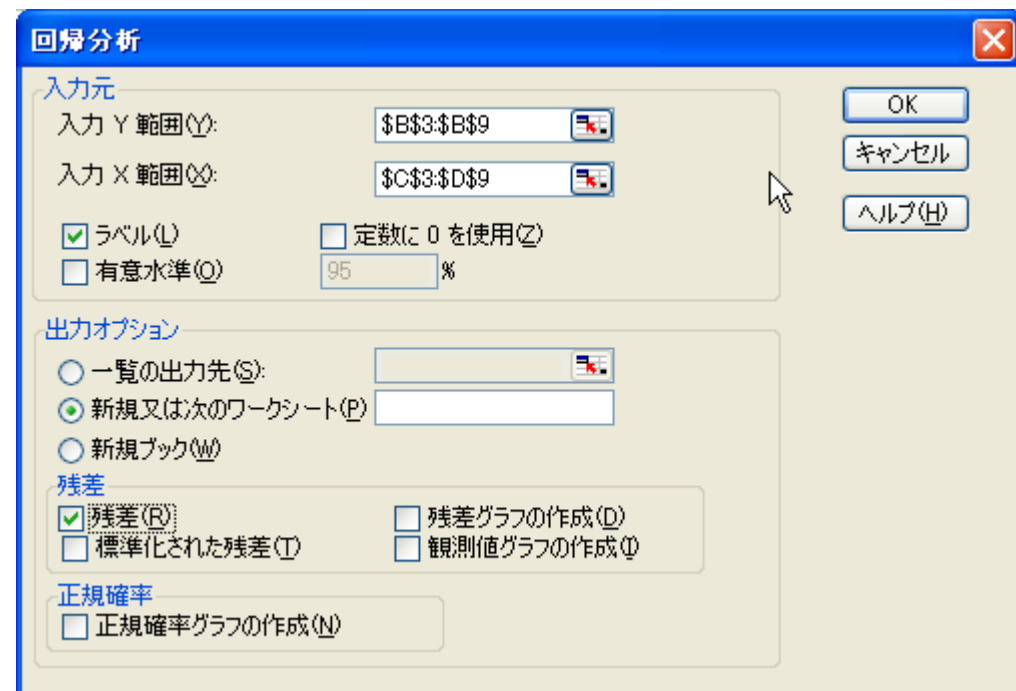 回帰分析
入力元
入力 Y 範囲(Y): $B$3:$B$9
入力 X 範囲(X): $C$3:$D$9
ラベル(L) 定数に 0 を使用(Z)
有意水準(O) 95 %
OK
キャンセル
ヘルプ(H)
出力オプション
一覧の出力先(S):
新規又は次のワークシート(P)
新規ブック(W)
残差
残差(R) 残差グラフの作成(D)
標準化された残差(T) 観測値グラフの作成(I)
正規確率
正規確率グラフの作成(N)